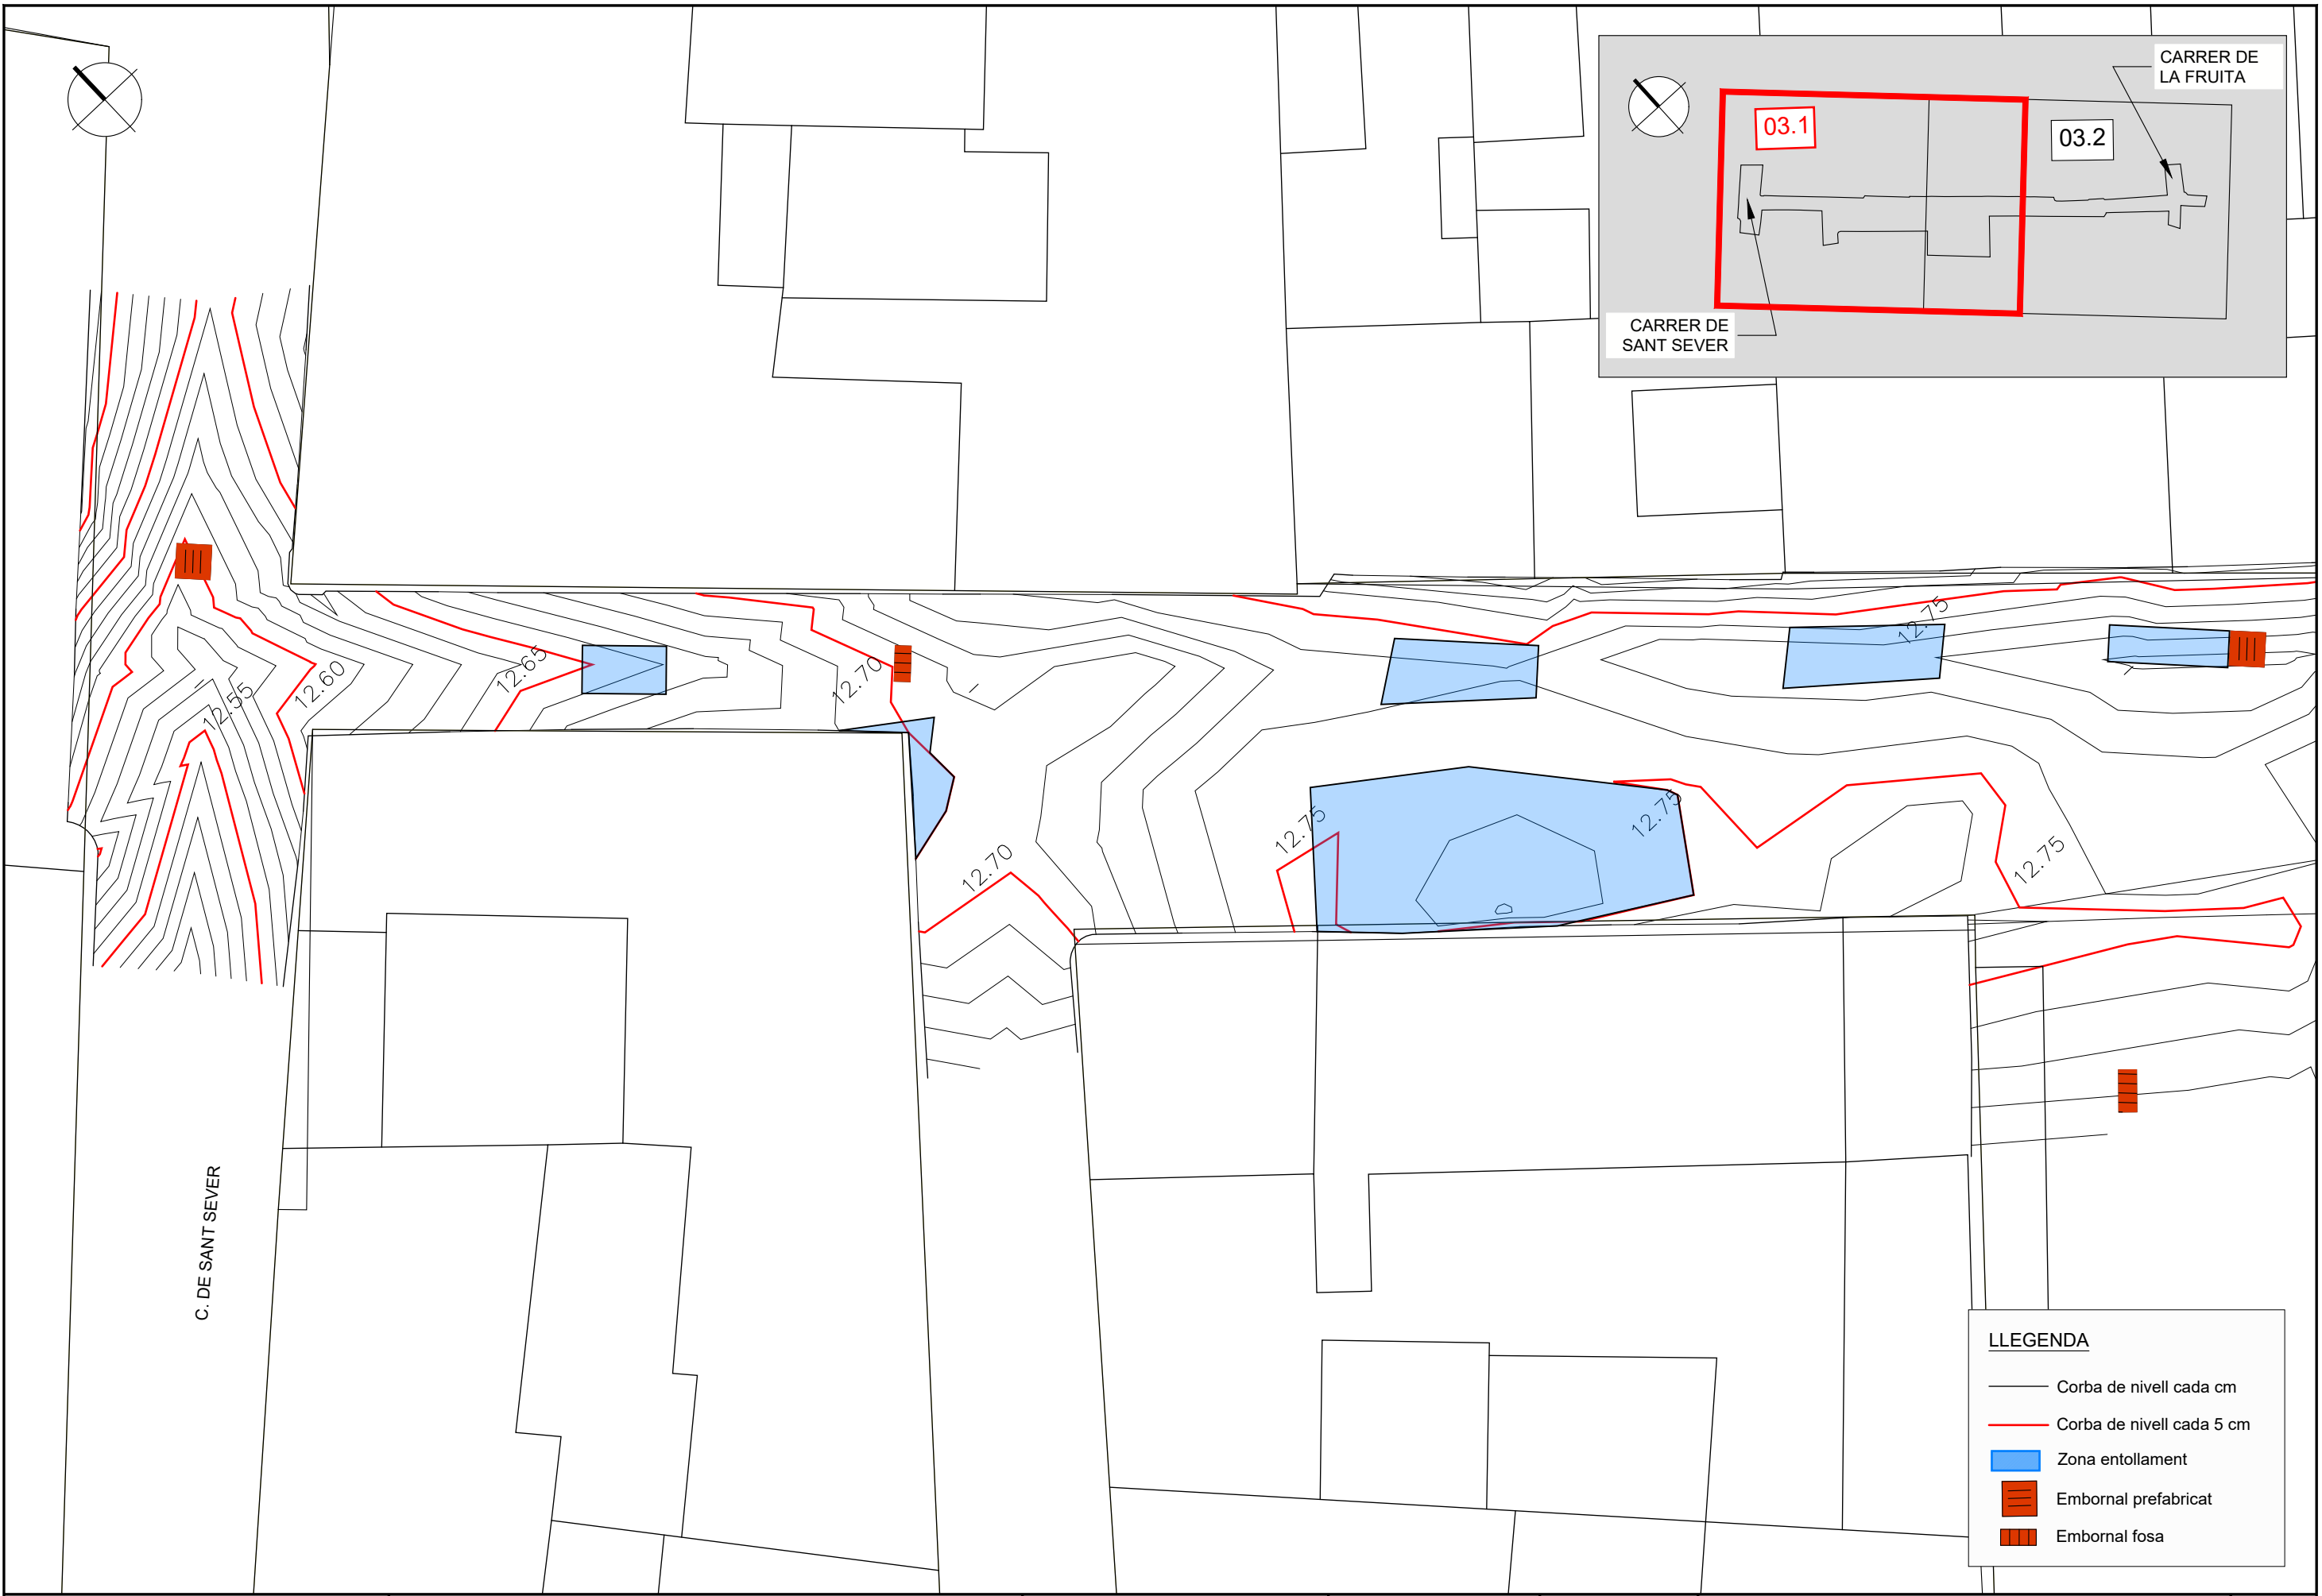 CARRER DE
LA FRUITA
03.1
03.2
CARRER DE
SANT SEVER
12.75
12.65
12.70
12.60
12.55
12.75
12.75
12.70
12.75
C. DE SANT SEVER
LLEGENDA
Corba de nivell cada cm
Corba de nivell cada 5 cm
Zona entollament
Embornal prefabricat
Embornal fosa